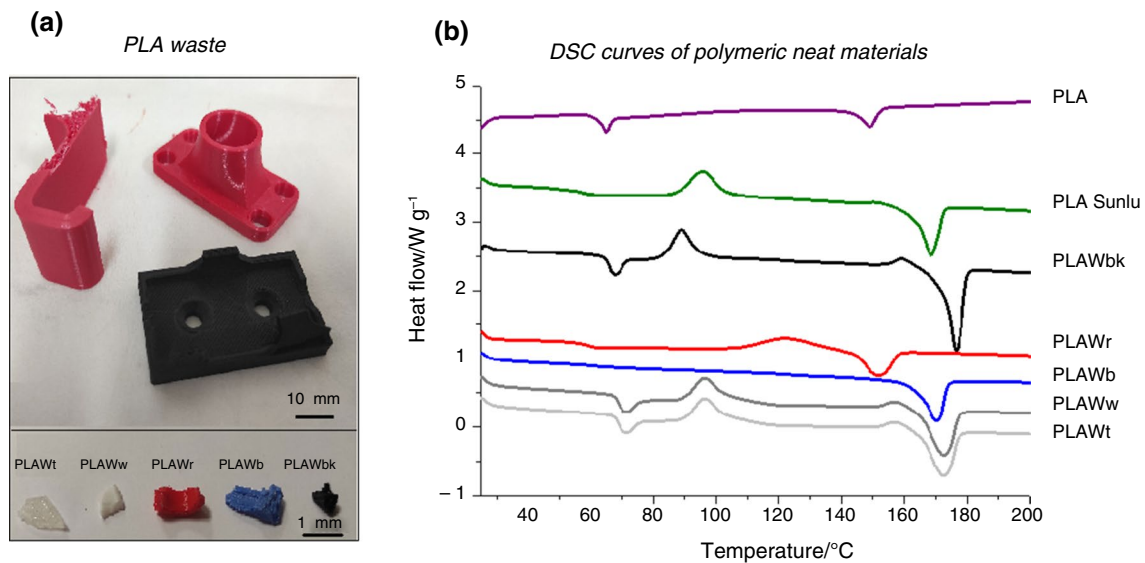 (a)
PLA waste
10 mm
PLAWt PLAWw PLAWr PLAWb PLAWbk
1 mm
(b)
DSC curves of polymeric neat materials
Heat flow/W g⁻¹
5
4
3
2
1
0
– 1
40 60 80 100 120 140 160 180 200
Temperature/°C
PLA
PLA Sunlu
PLAWbk
PLAWr
PLAWb
PLAWw
PLAWt